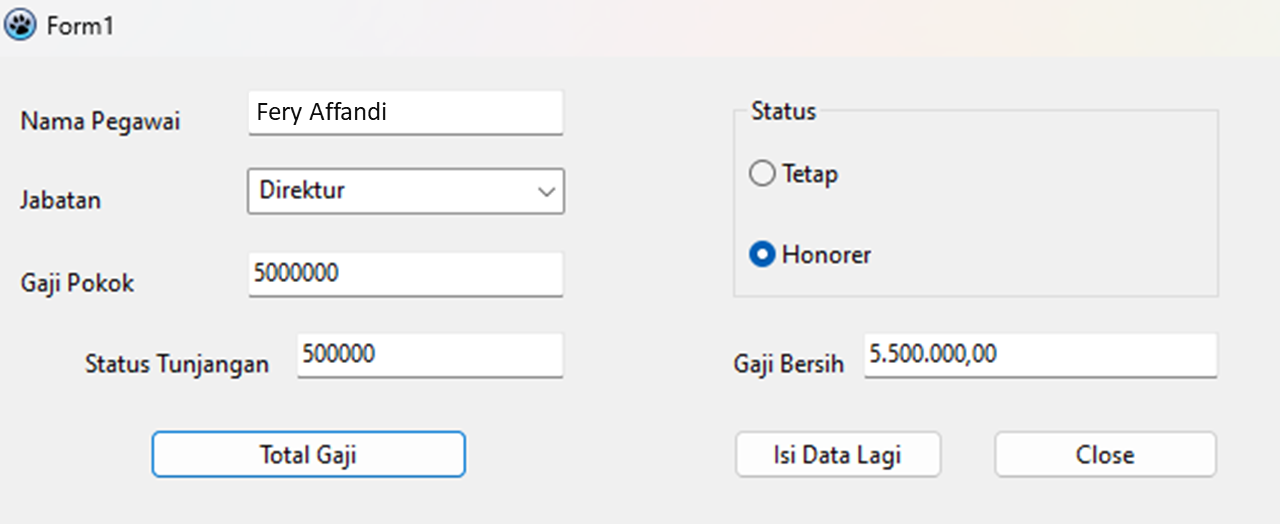 Form1
Nama Pegawai Fery Affandi
Status
Jabatan Direktur
Tetap
Honorer
Gaji Pokok 5000000
Status Tunjangan 500000
Gaji Bersih 5.500.000,00
Total Gaji
Isi Data Lagi
Close